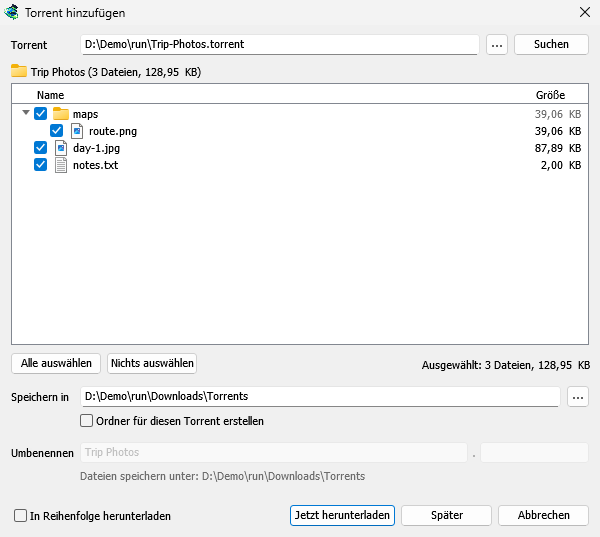 Torrent hinzufügen
Torrent D:\Demo\run\Trip-Photos.torrent ... Suchen
Trip Photos (3 Dateien, 128,95 KB)
Name Größe
maps 39,06 KB
route.png 39,06 KB
day-1.jpg 87,89 KB
notes.txt 2,00 KB
Alle auswählen Nichts auswählen Ausgewählt: 3 Dateien, 128,95 KB
Speichern in D:\Demo\run\Downloads\Torrents ...
Ordner für diesen Torrent erstellen
Umbenennen Trip Photos .
Dateien speichern unter: D:\Demo\run\Downloads\Torrents
In Reihenfolge herunterladen Jetzt herunterladen Später Abbrechen